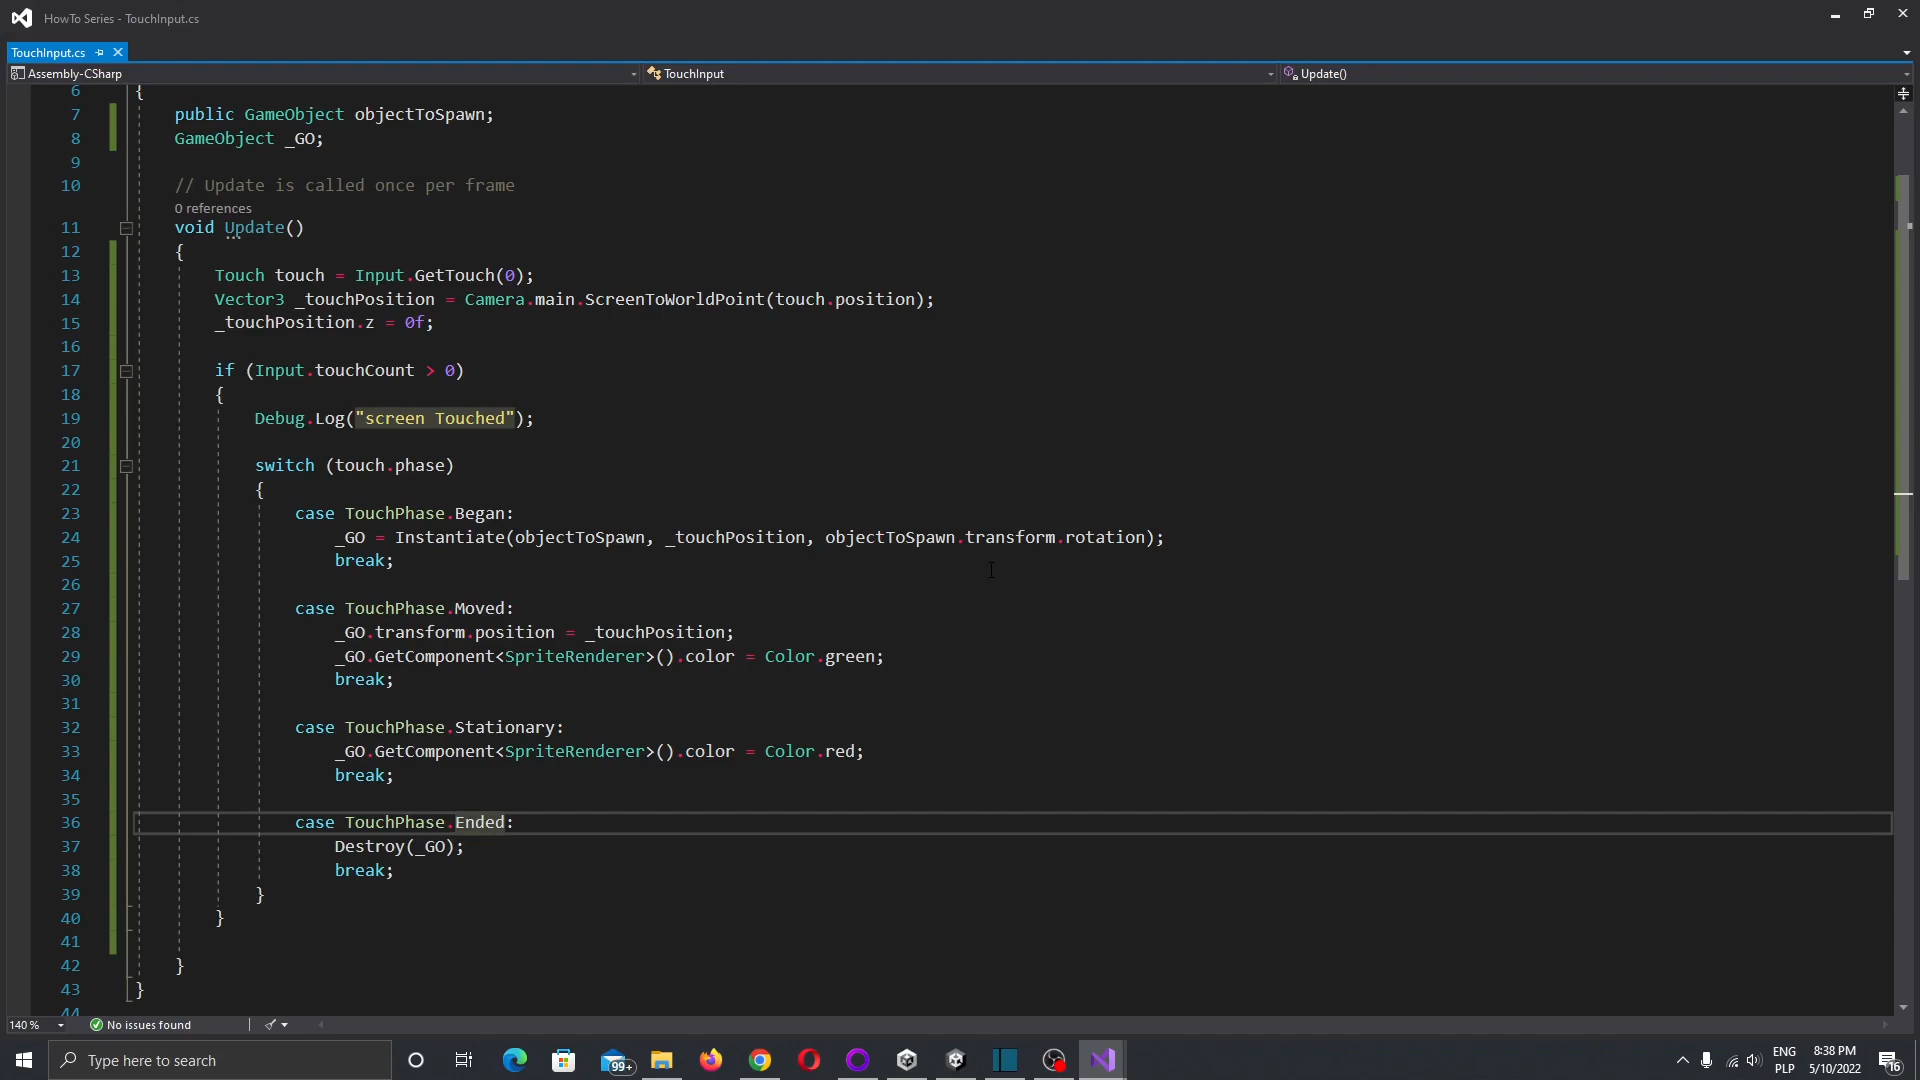 HowTo Series - TouchInput.cs
TouchInput.cs
Assembly-CSharp
TouchInput
Update()
6 {
7 public GameObject objectToSpawn;
8 GameObject _GO;
9
10 // Update is called once per frame
0 references
11 void Update()
12 {
13 Touch touch = Input.GetTouch(0);
14 Vector3 _touchPosition = Camera.main.ScreenToWorldPoint(touch.position);
15 _touchPosition.z = 0f;
16
17 if (Input.touchCount > 0)
18 {
19 Debug.Log("screen Touched");
20
21 switch (touch.phase)
22 {
23 case TouchPhase.Began:
24 _GO = Instantiate(objectToSpawn, _touchPosition, objectToSpawn.transform.rotation);
25 break;
26
27 case TouchPhase.Moved:
28 _GO.transform.position = _touchPosition;
29 _GO.GetComponent<SpriteRenderer>().color = Color.green;
30 break;
31
32 case TouchPhase.Stationary:
33 _GO.GetComponent<SpriteRenderer>().color = Color.red;
34 break;
35
36 case TouchPhase.Ended:
37 Destroy(_GO);
38 break;
39 }
40 }
41
42 }
43 }
44
140 %
No issues found
Type here to search
99+
ENG
PLP
8:38 PM
5/10/2022
16